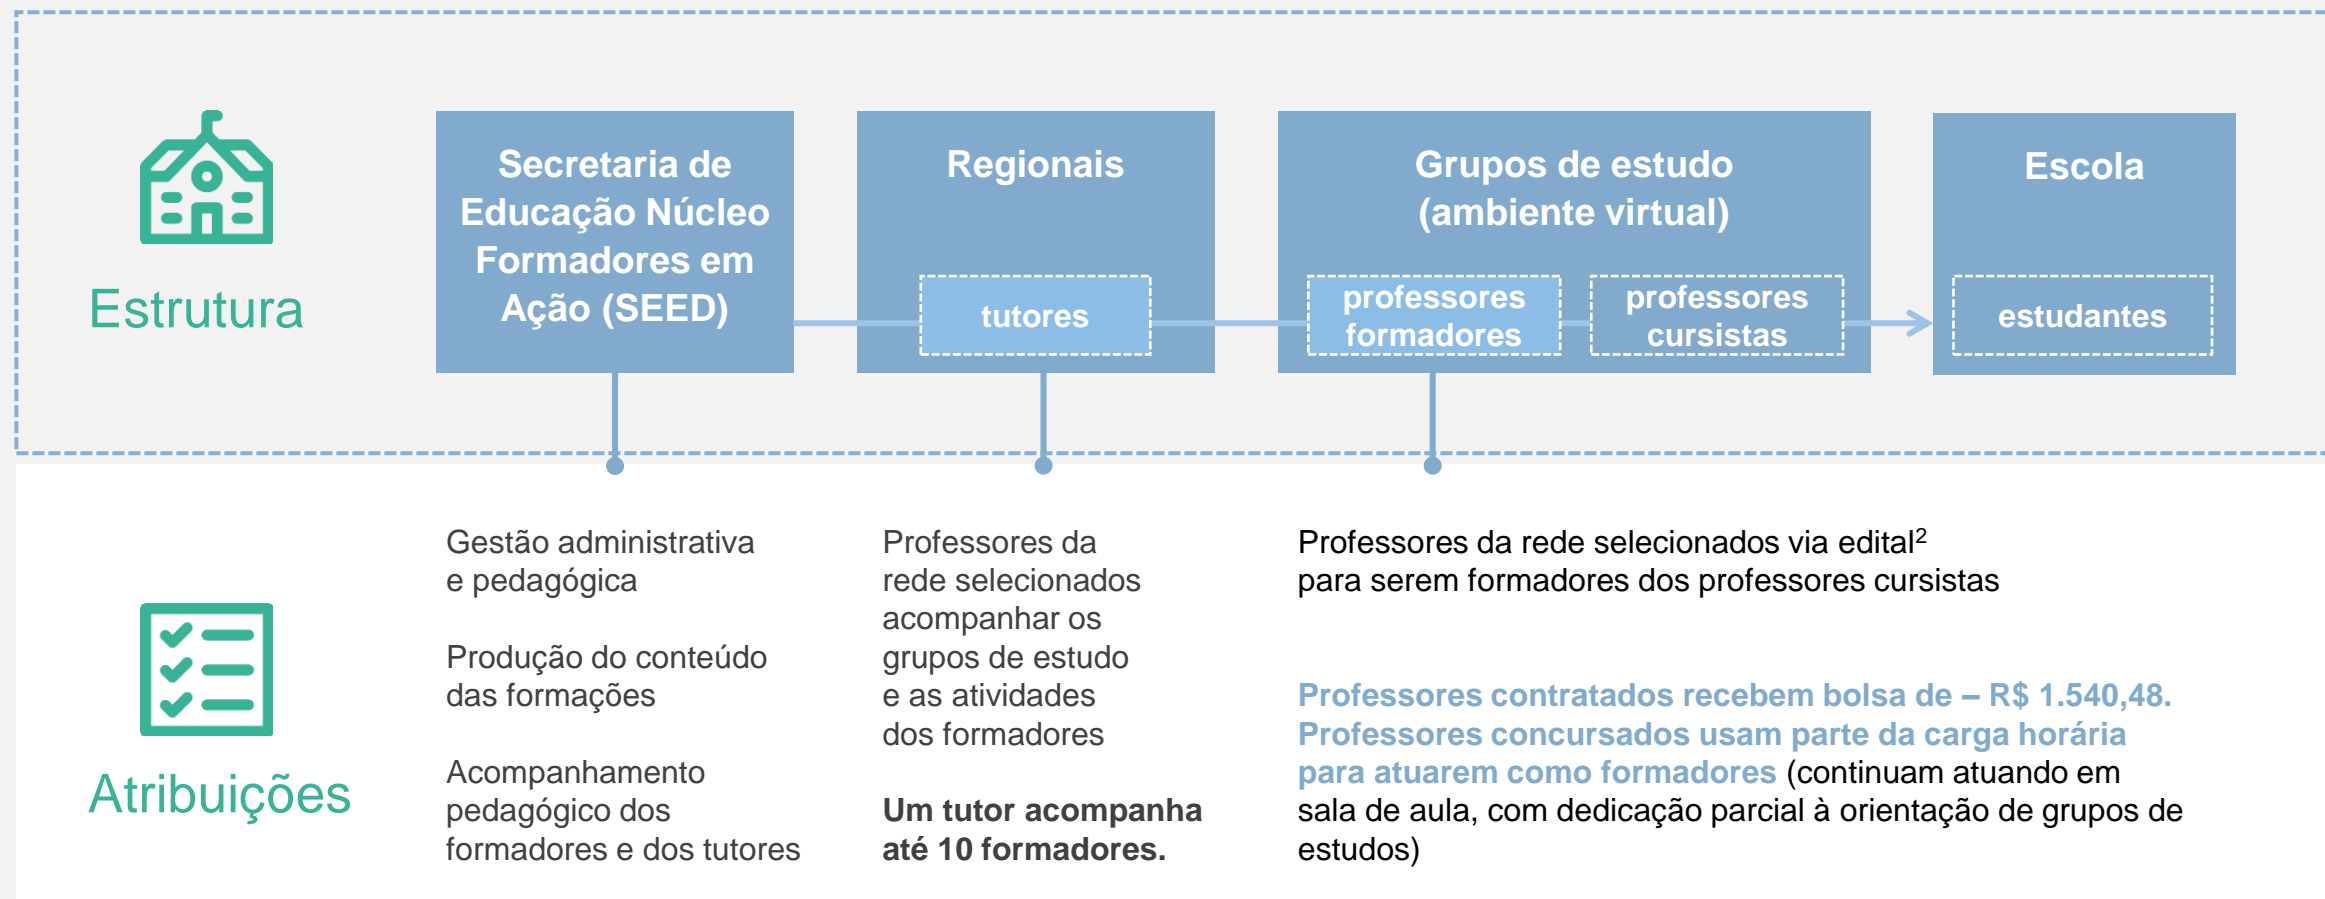 Estrutura
Secretaria de
Educação Núcleo
Formadores em
Ação (SEED)
Regionais
tutores
Grupos de estudo
(ambiente virtual)
professores
formadores
professores
cursistas
Escola
estudantes
Atribuições
Gestão administrativa
e pedagógica
Produção do conteúdo
das formações
Acompanhamento
pedagógico dos
formadores e dos tutores
Professores da
rede selecionados
acompanhar os
grupos de estudo
e as atividades
dos formadores
Um tutor acompanha
até 10 formadores.
Professores da rede selecionados via edital²
para serem formadores dos professores cursistas
Professores contratados recebem bolsa de – R$ 1.540,48.
Professores concursados usam parte da carga horária
para atuarem como formadores (continuam atuando em
sala de aula, com dedicação parcial à orientação de grupos de
estudos)